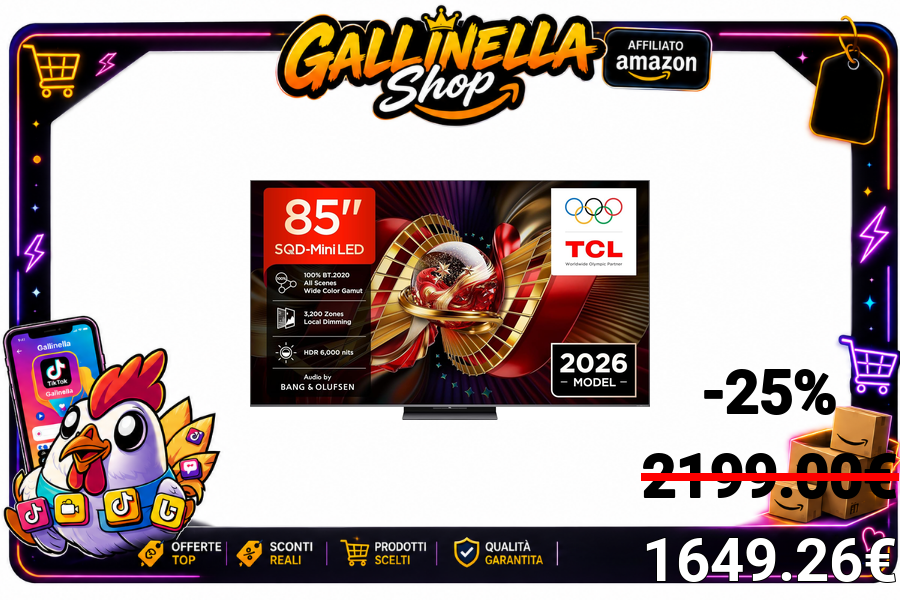 GALLINELLA
Shop
AFFILIATO
amazon
85"
SQD-Mini LED
100% BT.2020
All Scenes
Wide Color Gamut
3,200 Zones
Local Dimming
HDR 6,000 nits
Audio by
BANG & OLUFSEN
TCL
Worldwide Olympic Partner
2026
MODEL
Gallinella
TikTok
Gallinella
-25%
2199.00€
1649.26€
OFFERTE
TOP
SCONTI
REALI
PRODOTTI
SCELTI
QUALITÀ
GARANTITA